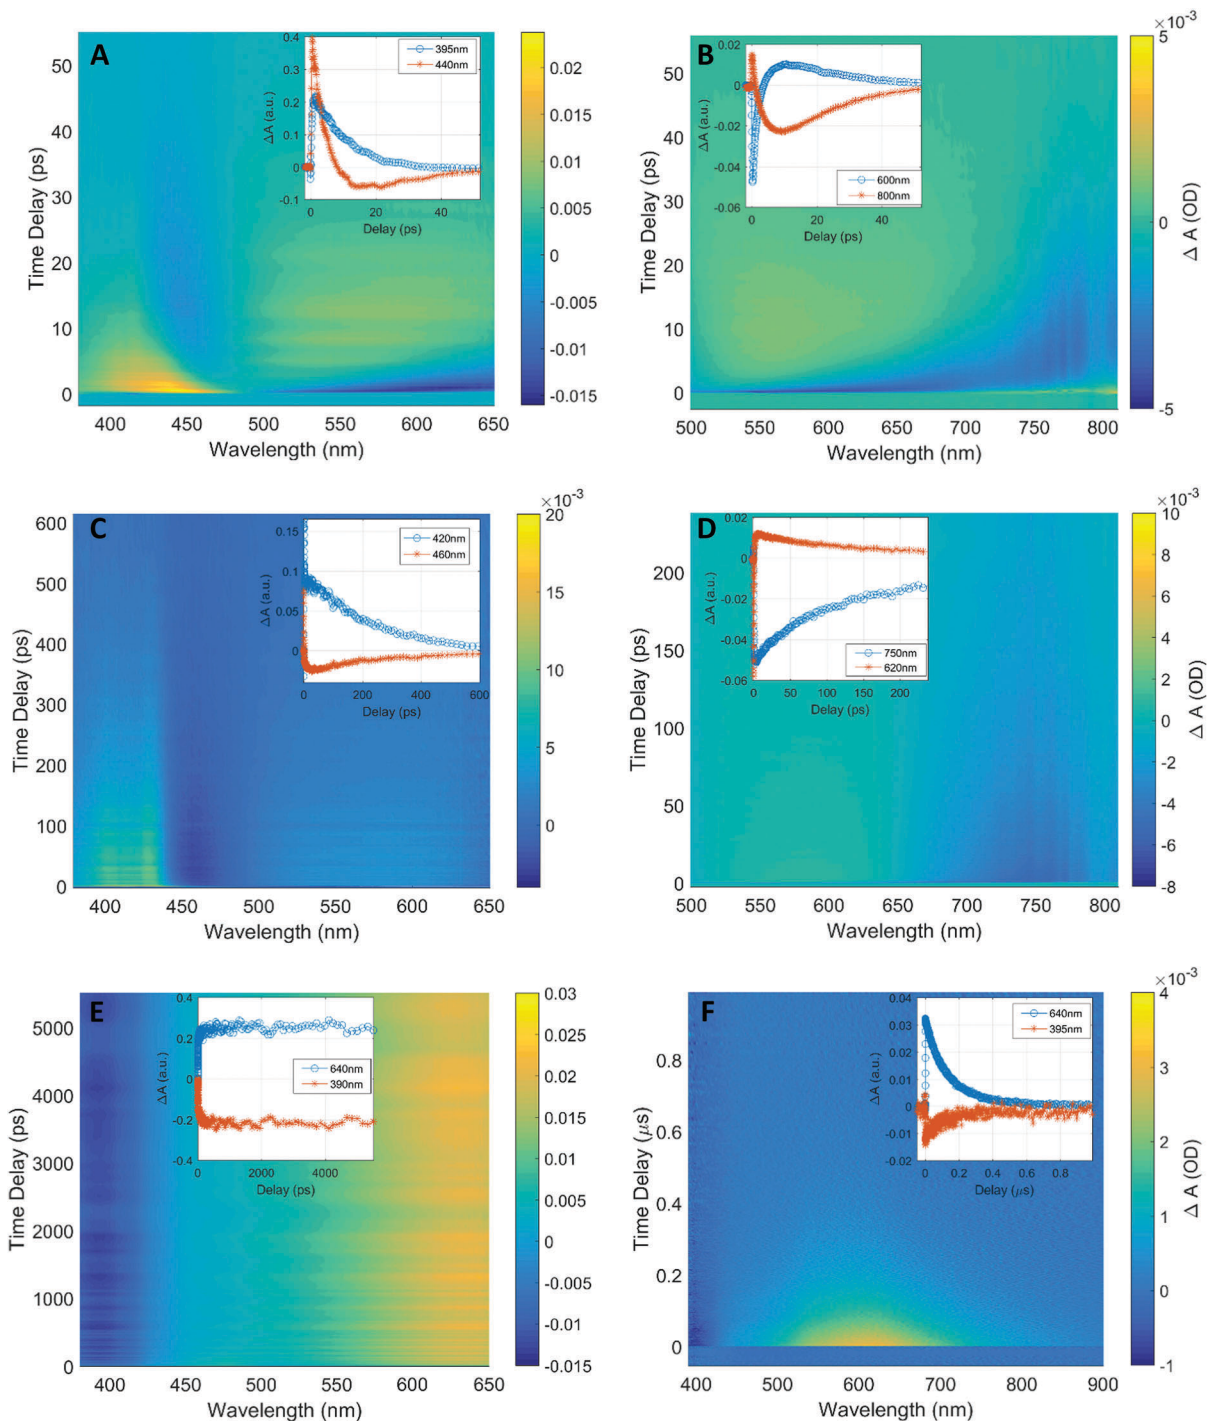 A
0.4
0.3
0.2
0.1
0
-0.1
ΔA (a.u.)
395nm
440nm
0 20 40
Delay (ps)
50
40
30
20
10
0
Time Delay (ps)
400 450 500 550 600 650
Wavelength (nm)
0.02
0.015
0.01
0.005
0
-0.005
-0.01
-0.015
B
0.02
0
-0.02
-0.04
-0.06
ΔA (a.u.)
600nm
800nm
0 20 40
Delay (ps)
50
40
30
20
10
0
Time Delay (ps)
500 550 600 650 700 750 800
Wavelength (nm)
×10-3
5
0
-5
Δ A (OD)
C
0.15
0.1
0.05
0
ΔA (a.u.)
420nm
460nm
0 200 400 600
Delay (ps)
600
500
400
300
200
100
0
Time Delay (ps)
400 450 500 550 600 650
Wavelength (nm)
×10-3
20
15
10
5
0
D
0.02
0
-0.02
-0.04
-0.06
ΔA (a.u.)
750nm
620nm
0 50 100 150 200
Delay (ps)
200
150
100
50
0
Time Delay (ps)
500 550 600 650 700 750 800
Wavelength (nm)
×10-3
10
8
6
4
2
0
-2
-4
-6
-8
Δ A (OD)
E
0.4
0.2
0
-0.2
-0.4
ΔA (a.u.)
640nm
390nm
0 2000 4000
Delay (ps)
5000
4000
3000
2000
1000
0
Time Delay (ps)
400 450 500 550 600 650
Wavelength (nm)
0.03
0.025
0.02
0.015
0.01
0.005
0
-0.005
-0.01
-0.015
F
0.04
0.03
0.02
0.01
0
-0.01
-0.02
ΔA (a.u.)
640nm
395nm
0 0.2 0.4 0.6 0.8
Delay (μs)
0.8
0.6
0.4
0.2
0
Time Delay (μs)
400 500 600 700 800 900
Wavelength (nm)
×10-3
4
3
2
1
0
-1
Δ A (OD)